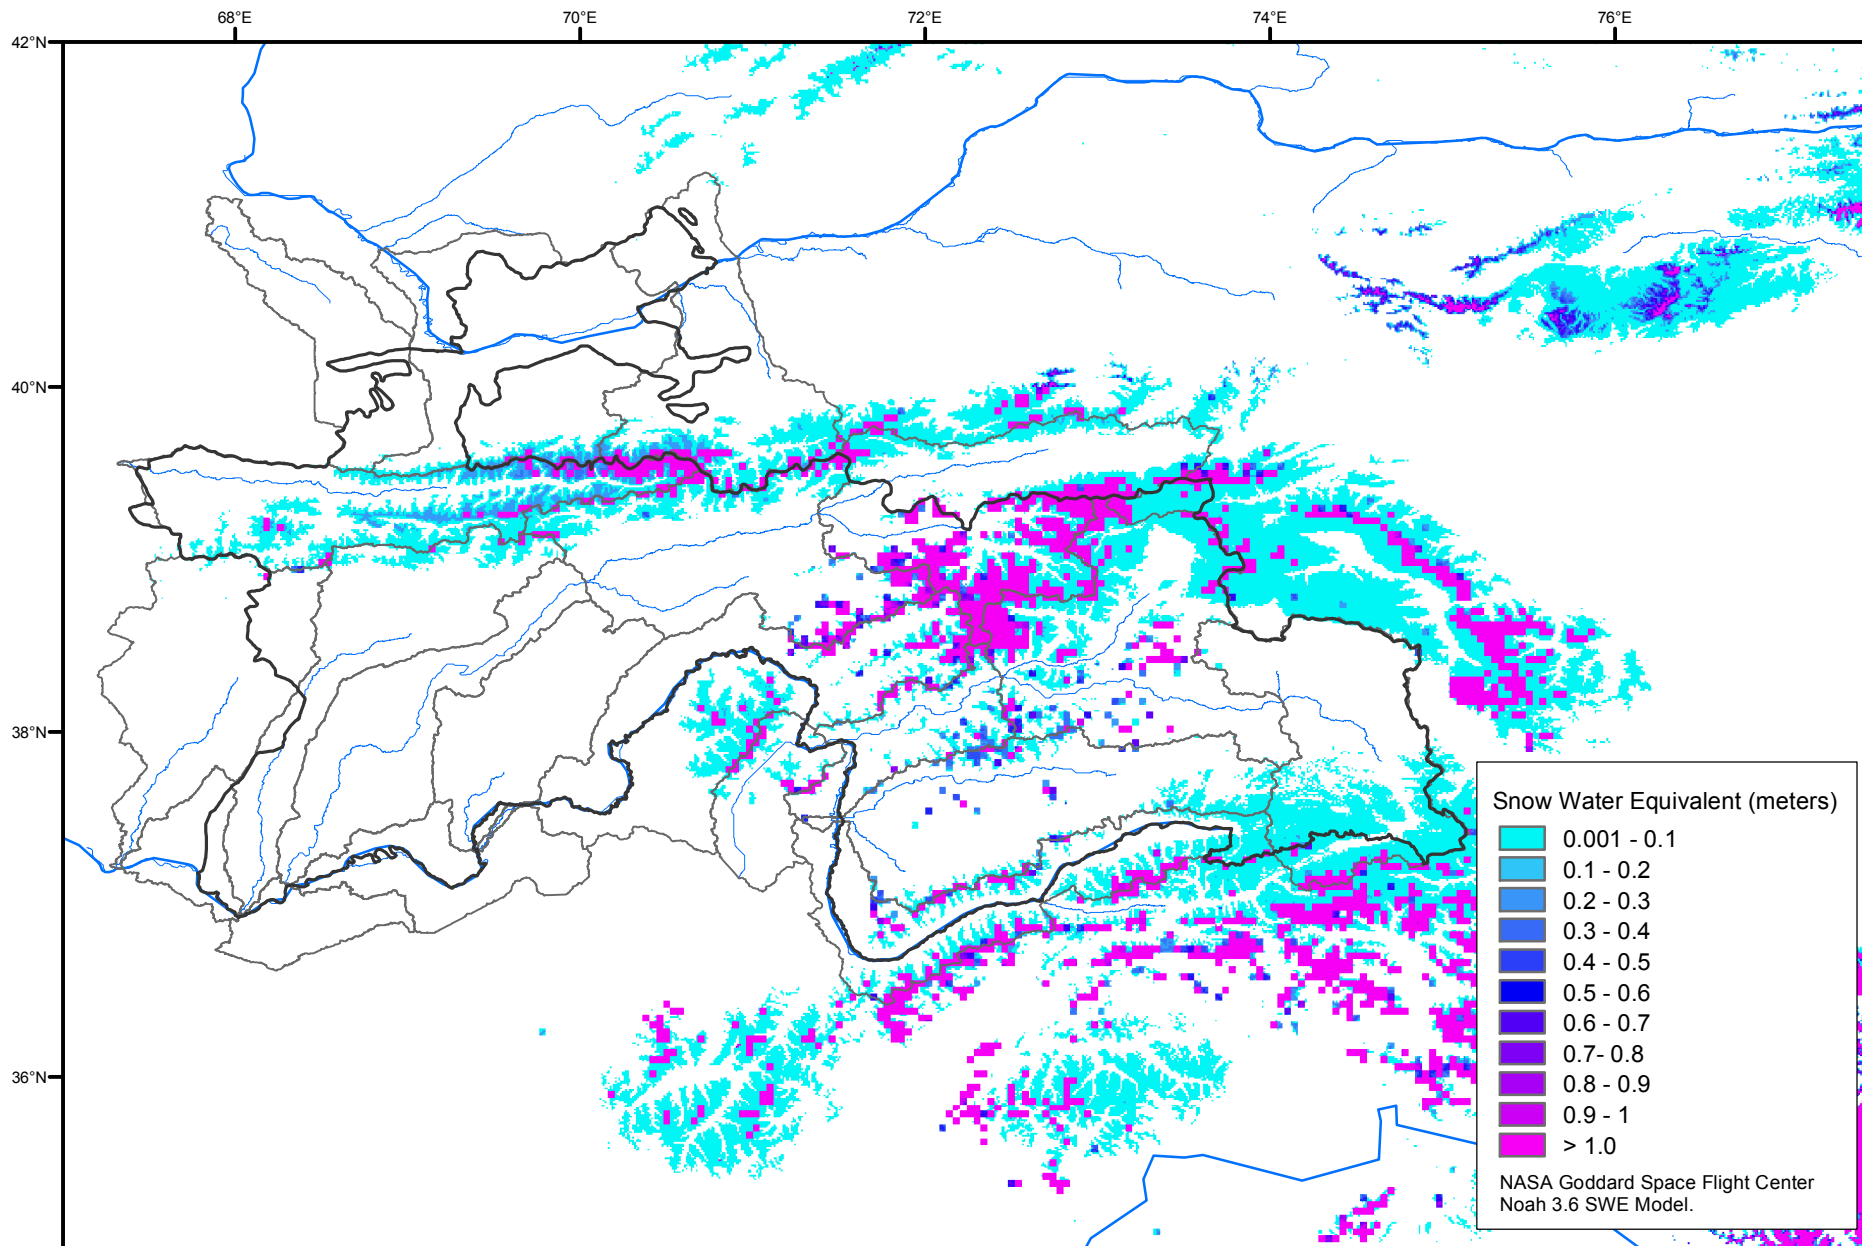 68°E
70°E
72°E
74°E
76°E
42°N
40°N
38°N
36°N
Snow Water Equivalent (meters)
0.001 - 0.1
0.1 - 0.2
0.2 - 0.3
0.3 - 0.4
0.4 - 0.5
0.5 - 0.6
0.6 - 0.7
0.7- 0.8
0.8 - 0.9
0.9 - 1
> 1.0
NASA Goddard Space Flight Center
Noah 3.6 SWE Model.